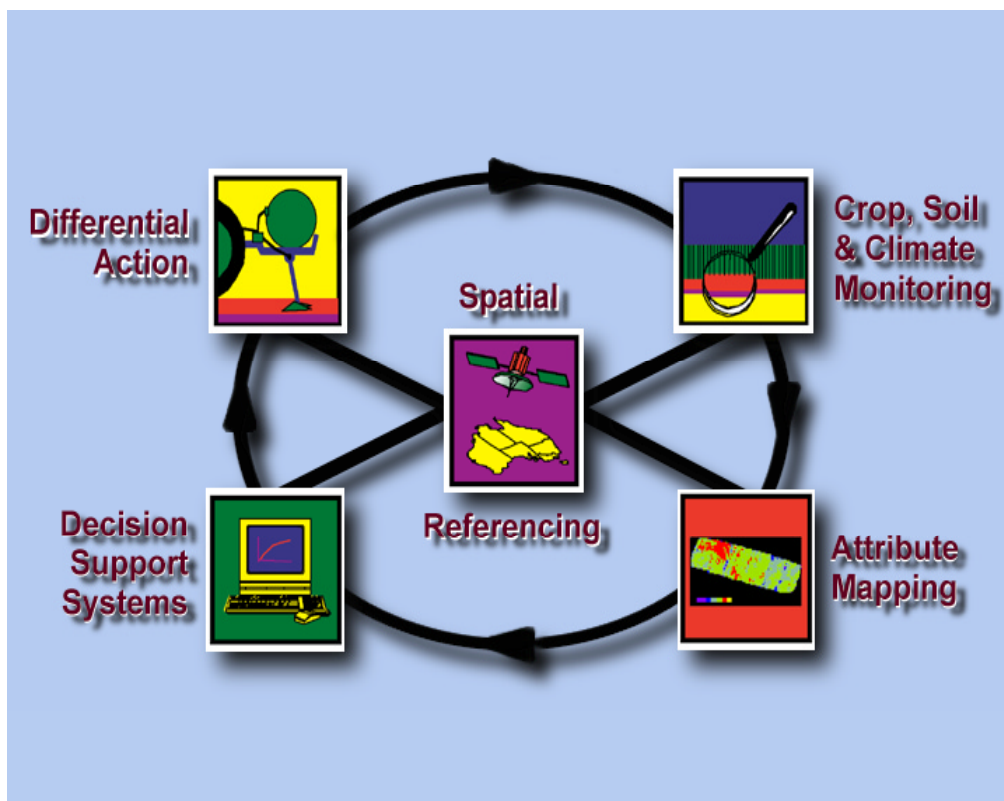 Differential
Action
Crop, Soil
& Climate
Monitoring
Spatial
Referencing
Decision
Support
Systems
Attribute
Mapping